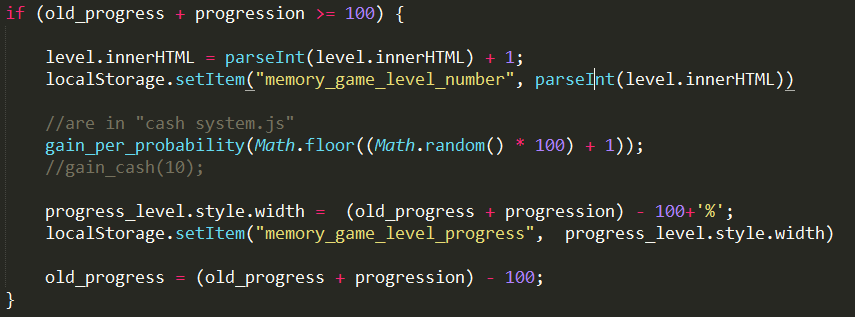 if (old_progress + progression >= 100) {
level.innerHTML = parseInt(level.innerHTML) + 1;
localStorage.setItem("memory_game_level_number", parseInt(level.innerHTML))
//are in "cash system.js"
gain_per_probability(Math.floor((Math.random() * 100) + 1));
//gain_cash(10);
progress_level.style.width =  (old_progress + progression) - 100+'%';
localStorage.setItem("memory_game_level_progress",  progress_level.style.width)
old_progress = (old_progress + progression) - 100;
}